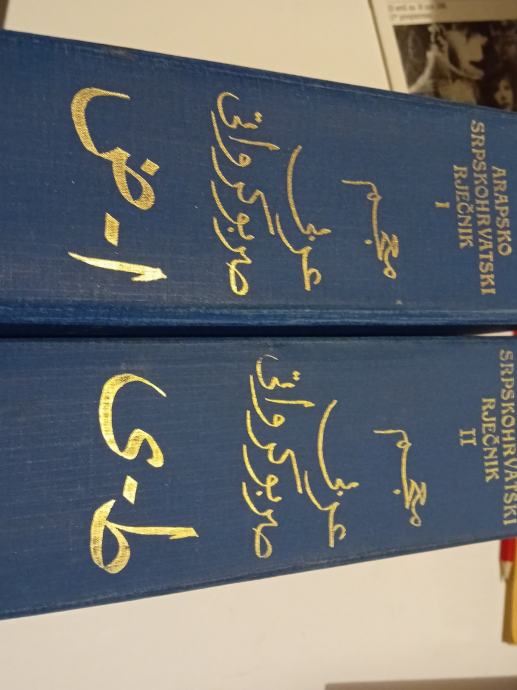 ARAPSKO
SRPSKOHRVATSKI
RJEČNIK
I
معجم
عربي
صربوكرواتي
ا - ض
SRPSKOHRVATSKI
RJEČNIK
II
معجم
عربي
صربوكرواتي
ط - ى